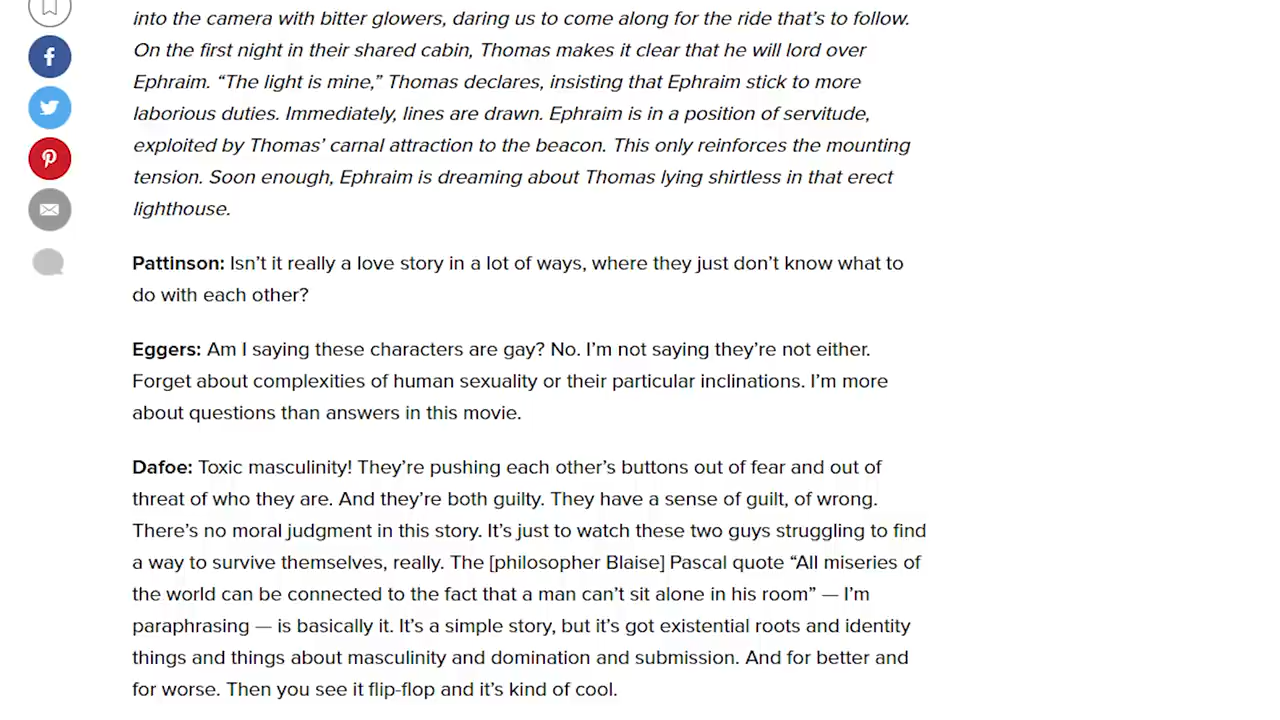 into the camera with bitter glowers, daring us to come along for the ride that’s to follow.
On the first night in their shared cabin, Thomas makes it clear that he will lord over
Ephraim. “The light is mine,” Thomas declares, insisting that Ephraim stick to more
laborious duties. Immediately, lines are drawn. Ephraim is in a position of servitude,
exploited by Thomas’ carnal attraction to the beacon. This only reinforces the mounting
tension. Soon enough, Ephraim is dreaming about Thomas lying shirtless in that erect
lighthouse.
Pattinson: Isn’t it really a love story in a lot of ways, where they just don’t know what to
do with each other?
Eggers: Am I saying these characters are gay? No. I’m not saying they’re not either.
Forget about complexities of human sexuality or their particular inclinations. I’m more
about questions than answers in this movie.
Dafoe: Toxic masculinity! They’re pushing each other’s buttons out of fear and out of
threat of who they are. And they’re both guilty. They have a sense of guilt, of wrong.
There’s no moral judgment in this story. It’s just to watch these two guys struggling to find
a way to survive themselves, really. The [philosopher Blaise] Pascal quote “All miseries of
the world can be connected to the fact that a man can’t sit alone in his room” — I’m
paraphrasing — is basically it. It’s a simple story, but it’s got existential roots and identity
things and things about masculinity and domination and submission. And for better and
for worse. Then you see it flip-flop and it’s kind of cool.